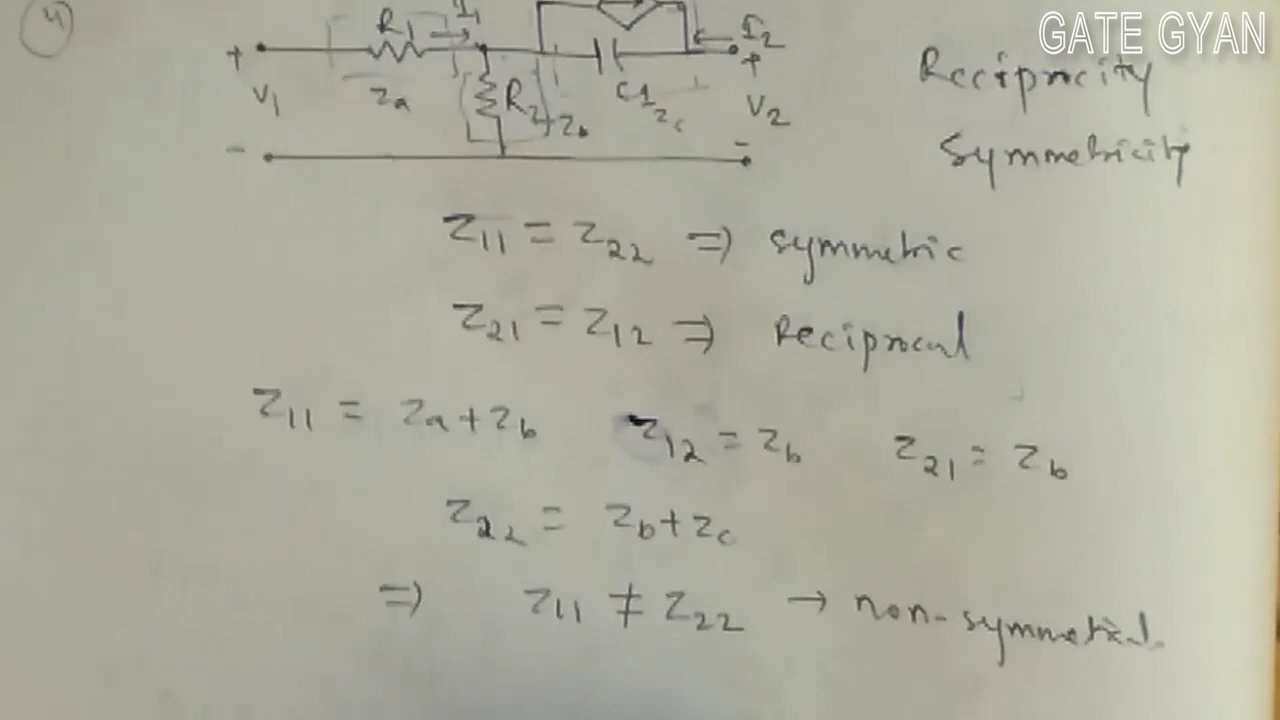 GATE GYAN
4
R1 I1 I2
+ +
V1 Za R2 Zb C1 Zc V2
- -
Reciprocity
Symmetricity
Z11 = Z22 => symmetric
Z21 = Z12 => Reciprocal
Z11 = Za + Zb Z12 = Zb Z21 = Zb
Z22 = Zb + Zc
=> Z11 ≠ Z22 → non-symmetrical.